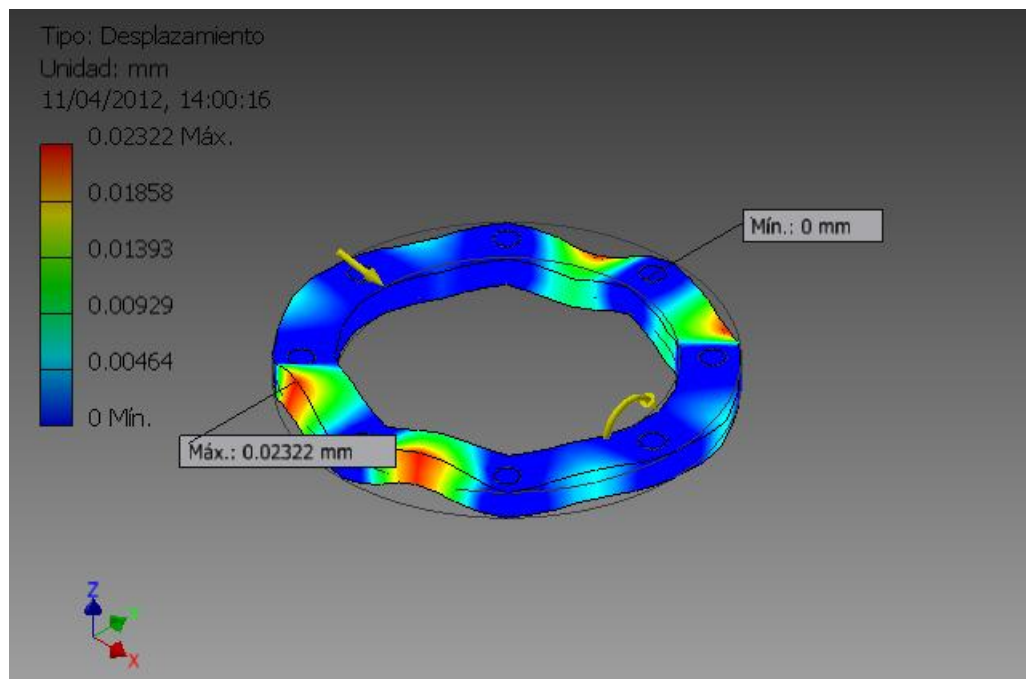 Tipo: Desplazamiento
Unidad: mm
11/04/2012, 14:00:16
0.02322 Máx.
0.01858
0.01393
0.00929
0.00464
0 Mín.
Mín.: 0 mm
Máx.: 0.02322 mm
Z
X